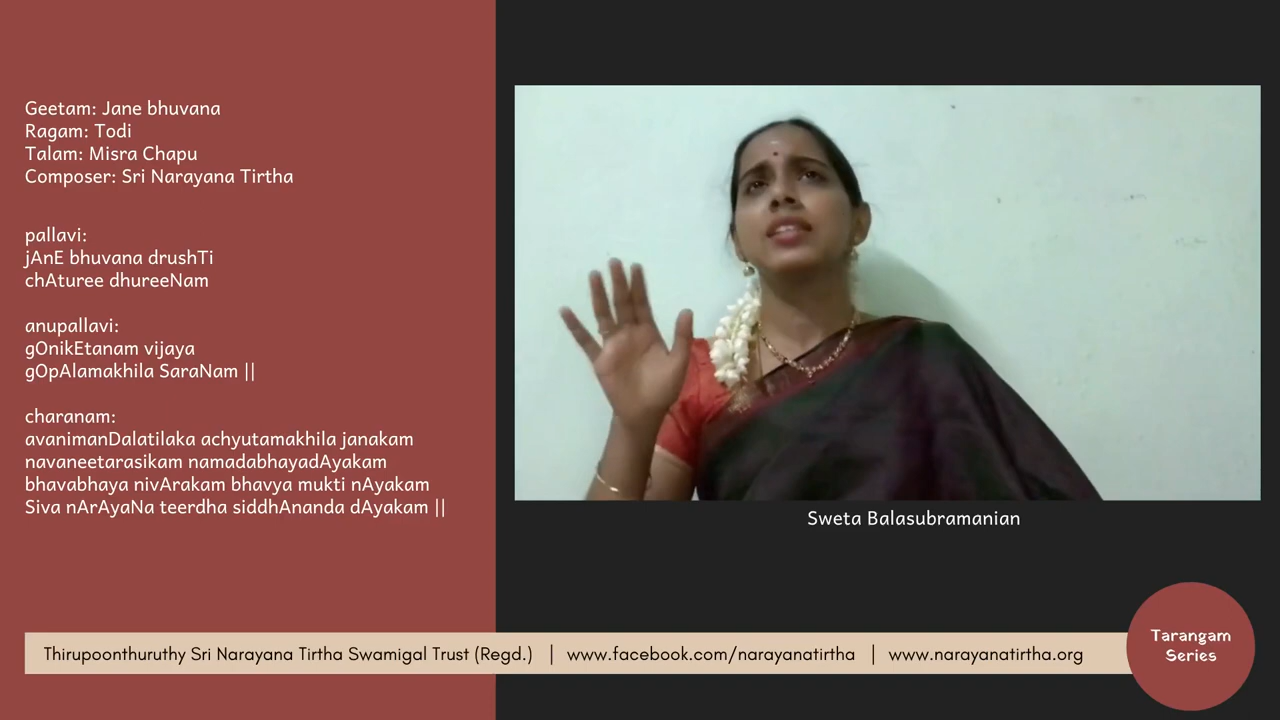 Geetam: Jane bhuvana
Ragam: Todi
Talam: Misra Chapu
Composer: Sri Narayana Tirtha
pallavi:
jAnE bhuvana drushTi
chAturee dhureeNam
anupallavi:
gOnikEtanam vijaya
gOpAlamakhila SaraNam ||
charanam:
avanimanDalatilaka achyutamakhila janakam
navaneetarasikam namadabhayadAyakam
bhavabhaya nivArakam bhavya mukti nAyakam
Siva nArAyaNa teerdha siddhAnanda dAyakam ||
Sweta Balasubramanian
Thirupoonthuruthy Sri Narayana Tirtha Swamigal Trust (Regd.) | www.facebook.com/narayanatirtha | www.narayanatirtha.org
Tarangam
Series